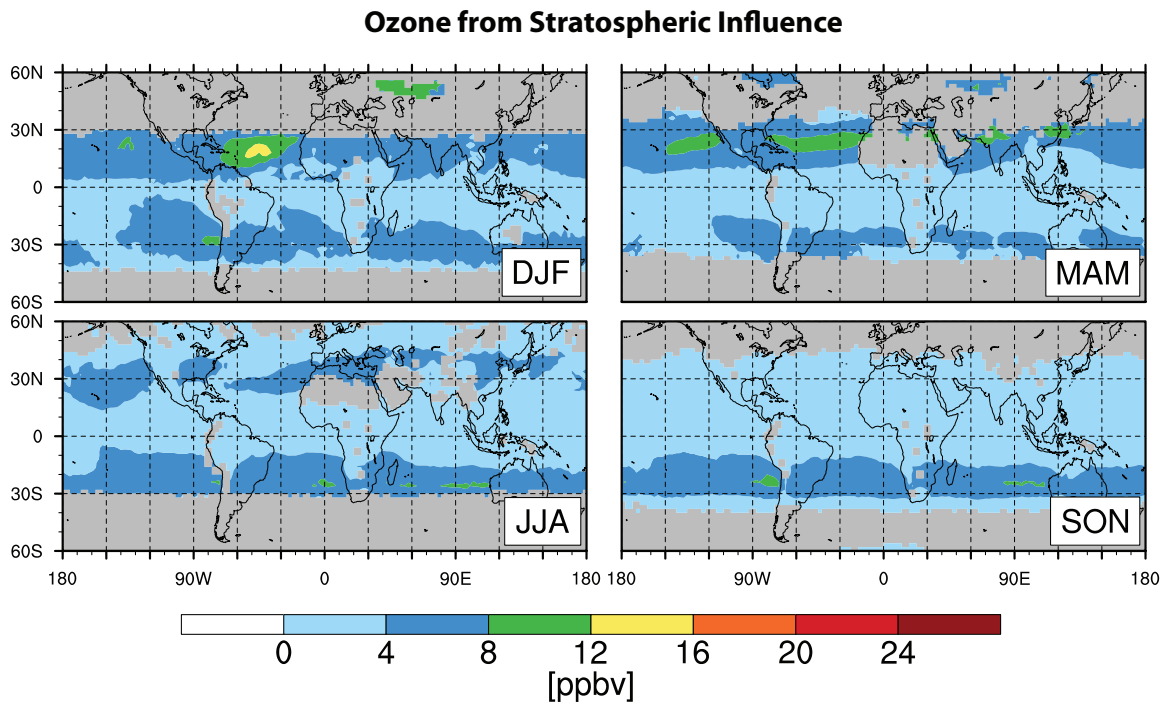 Ozone from Stratospheric Influence
60N
30N
0
30S
60S
DJF
MAM
60N
30N
0
30S
60S
JJA
SON
180 90W 0 90E 180
180 90W 0 90E 180
0 4 8 12 16 20 24
[ppbv]